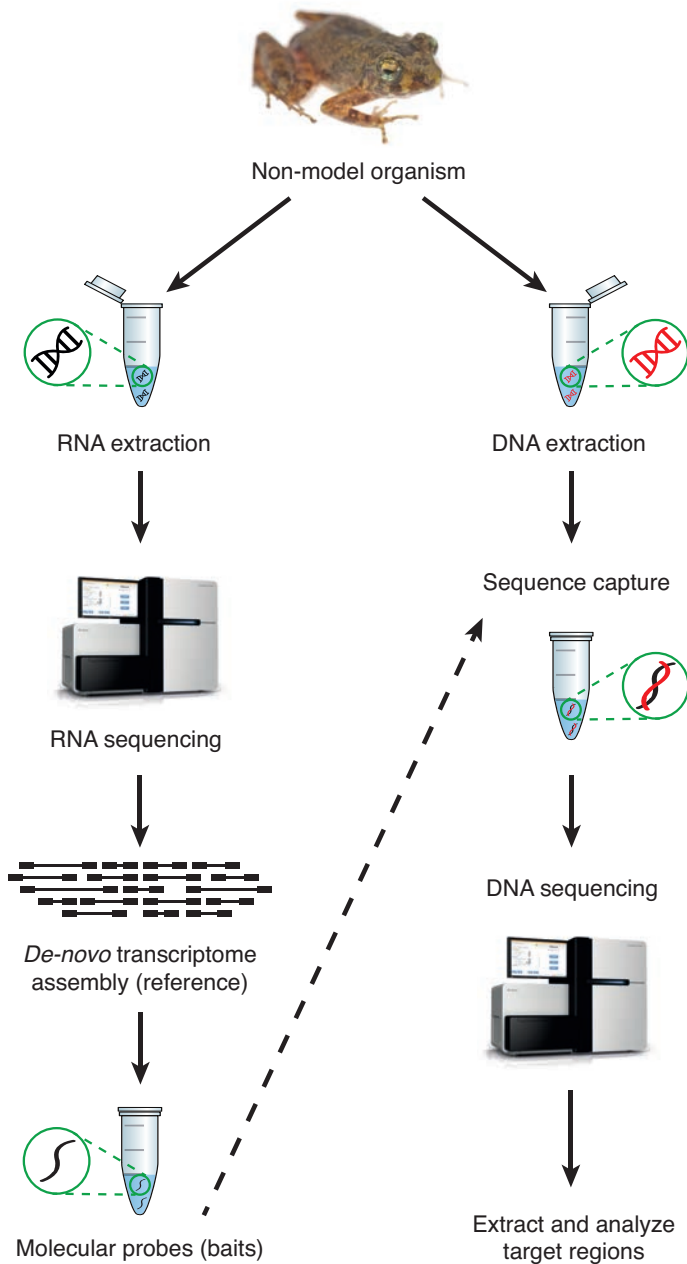 Non-model organism
RNA extraction
DNA extraction
Sequence capture
RNA sequencing
DNA sequencing
De-novo transcriptome
assembly (reference)
Molecular probes (baits)
Extract and analyze
target regions